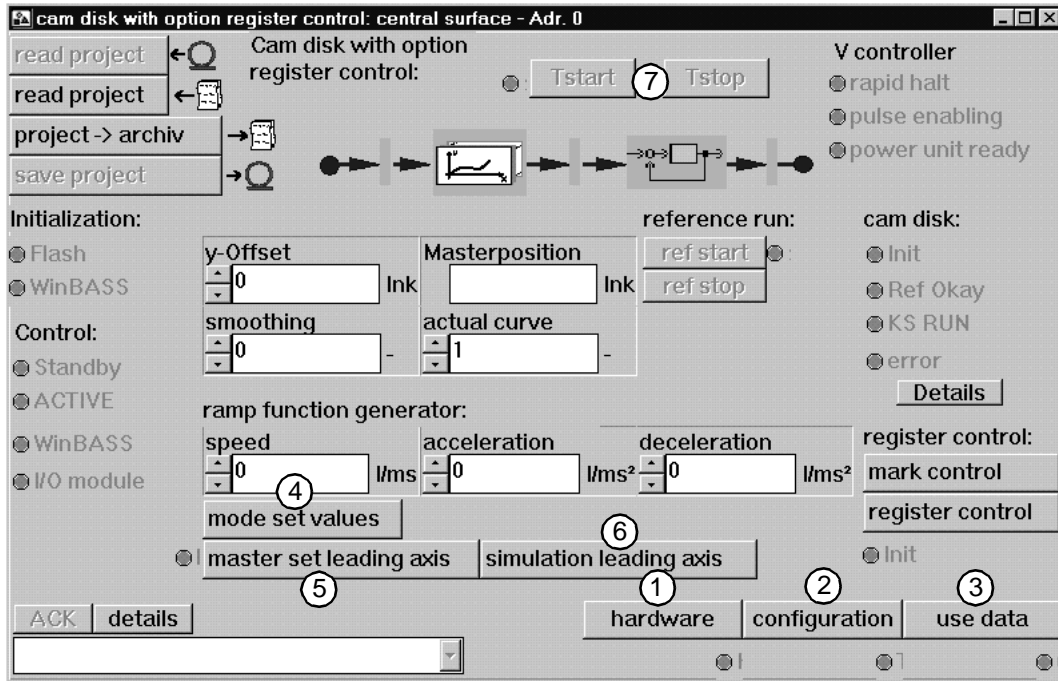 cam disk with option register control: central surface - Adr. 0
read project
Cam disk with option
register control:
Tstart
7
Tstop
V controller
rapid halt
read project
pulse enabling
project -> archiv
power unit ready
save project
Initialization:
reference run:
cam disk:
Flash
y-Offset
Masterposition
ref start
Init
WinBASS
0
Ink
Ink
ref stop
Ref Okay
smoothing
actual curve
KS RUN
Control:
0
-
1
-
Standby
error
Details
ACTIVE
ramp function generator:
WinBASS
speed
acceleration
deceleration
register control:
I/O module
0
I/ms
0
I/ms²
0
I/ms²
mark control
4
mode set values
register control
6
master set leading axis
simulation leading axis
Init
5
1
2
3
ACK
details
hardware
configuration
use data